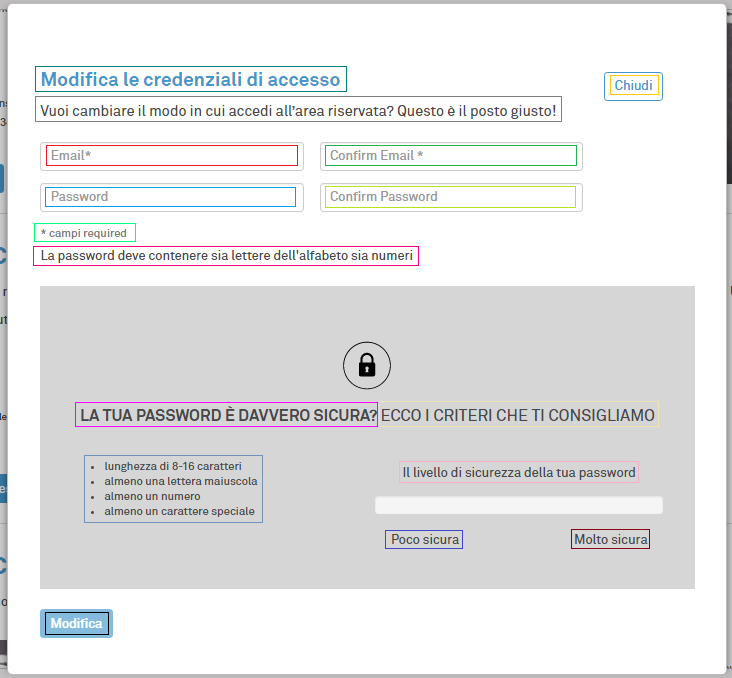 Modifica le credenziali di accesso
Chiudi
Vuoi cambiare il modo in cui accedi all'area riservata? Questo è il posto giusto!
Email*
Confirm Email *
Password
Confirm Password
* campi required
La password deve contenere sia lettere dell'alfabeto sia numeri
LA TUA PASSWORD È DAVVERO SICURA? ECCO I CRITERI CHE TI CONSIGLIAMO
• lunghezza di 8-16 caratteri
• almeno una lettera maiuscola
• almeno un numero
• almeno un carattere speciale
Il livello di sicurezza della tua password
Poco sicura
Molto sicura
Modifica